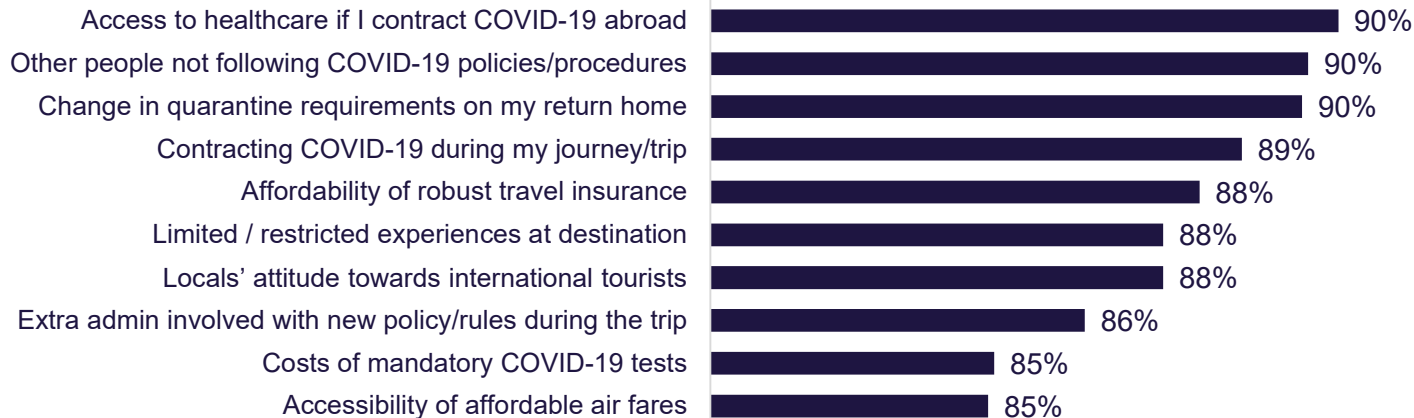 Access to healthcare if I contract COVID-19 abroad 90%
Other people not following COVID-19 policies/procedures 90%
Change in quarantine requirements on my return home 90%
Contracting COVID-19 during my journey/trip 89%
Affordability of robust travel insurance 88%
Limited / restricted experiences at destination 88%
Locals’ attitude towards international tourists 88%
Extra admin involved with new policy/rules during the trip 86%
Costs of mandatory COVID-19 tests 85%
Accessibility of affordable air fares 85%